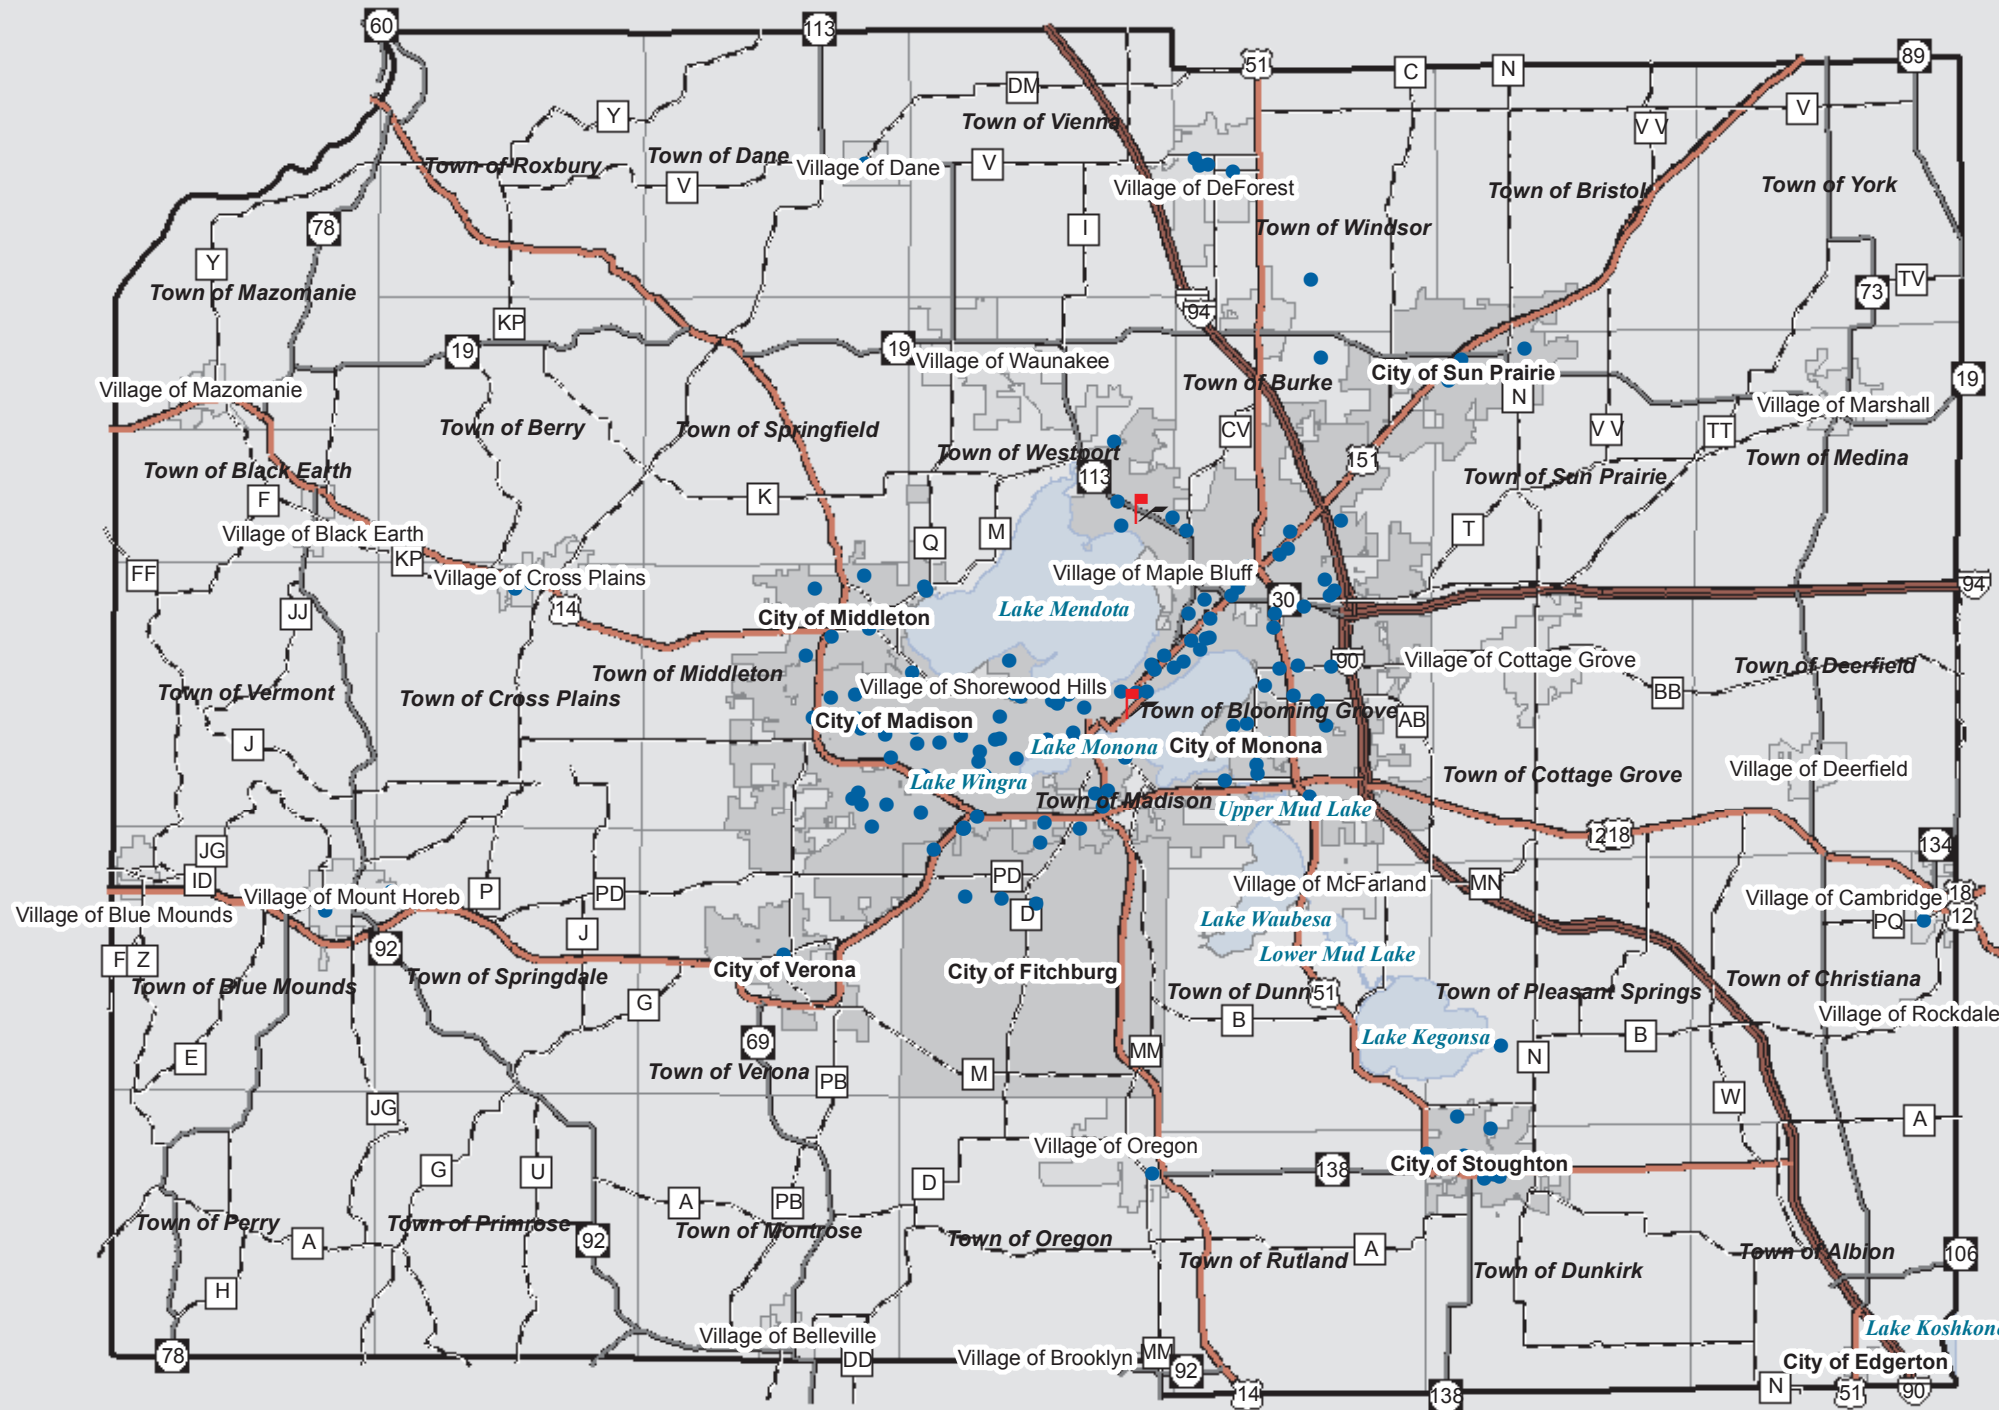 60
113
51
C
N
89
DM
Y
Town of Vienna
V V
V
Town of Roxbury
Town of Dane
Village of Dane
V
V
Village of DeForest
Town of Bristol
Town of York
78
I
Town of Windsor
Y
Town of Mazomanie
TV
73
KP
94
19
19
Village of Waunakee
Village of Mazomanie
Town of Burke
City of Sun Prairie
19
N
Village of Marshall
Town of Berry
Town of Springfield
CV
V V
TT
Town of Westport
151
Town of Black Earth
113
Town of Sun Prairie
Town of Medina
F
K
Village of Black Earth
Q
M
T
FF
KP
Village of Cross Plains
Village of Maple Bluff
94
JJ
14
City of Middleton
Lake Mendota
30
Town of Middleton
90
Village of Cottage Grove
Town of Deerfield
Town of Vermont
Town of Cross Plains
Village of Shorewood Hills
BB
City of Madison
Town of Blooming Grove
AB
J
Lake Monona
City of Monona
Lake Wingra
Town of Cottage Grove
Village of Deerfield
Town of Madison
Upper Mud Lake
JG
1218
134
ID
P
PD
PD
Village of McFarland
MN
Village of Blue Mounds
Village of Mount Horeb
Village of Cambridge
18
12
J
D
Lake Waubesa
PQ
92
F
Z
Lower Mud Lake
Town of Blue Mounds
Town of Springdale
City of Verona
City of Fitchburg
Town of Christiana
G
Town of Dunn
51
Town of Pleasant Springs
B
Village of Rockdale
69
Lake Kegonsa
B
E
MM
N
Town of Verona
PB
M
JG
W
A
Village of Oregon
G
U
138
City of Stoughton
A
PB
D
Town of Perry
Town of Primrose
Town of Montrose
Town of Oregon
A
92
Town of Rutland
A
Town of Albion
106
Town of Dunkirk
H
Lake Koshkono
78
Village of Belleville
DD
Village of Brooklyn
MM
92
City of Edgerton
14
138
N
51
90